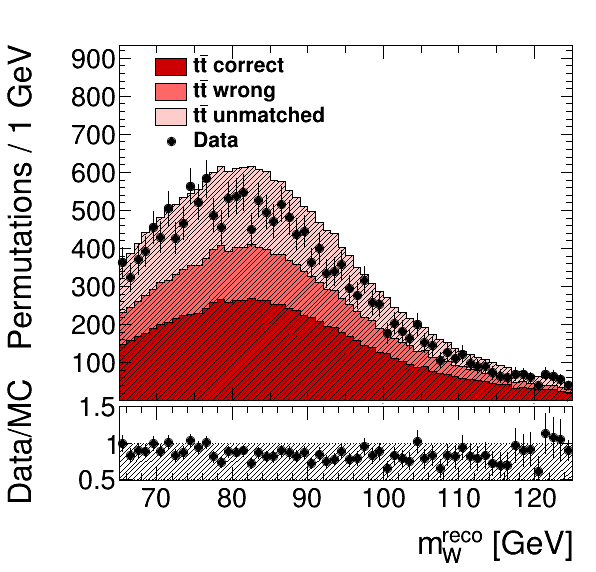 Permutations / 1 GeV
900
800
700
600
500
400
300
200
100
tt̄ correct
tt̄ wrong
tt̄ unmatched
Data
Data/MC
1.5
1
0.5
70 80 90 100 110 120
m_W^reco [GeV]